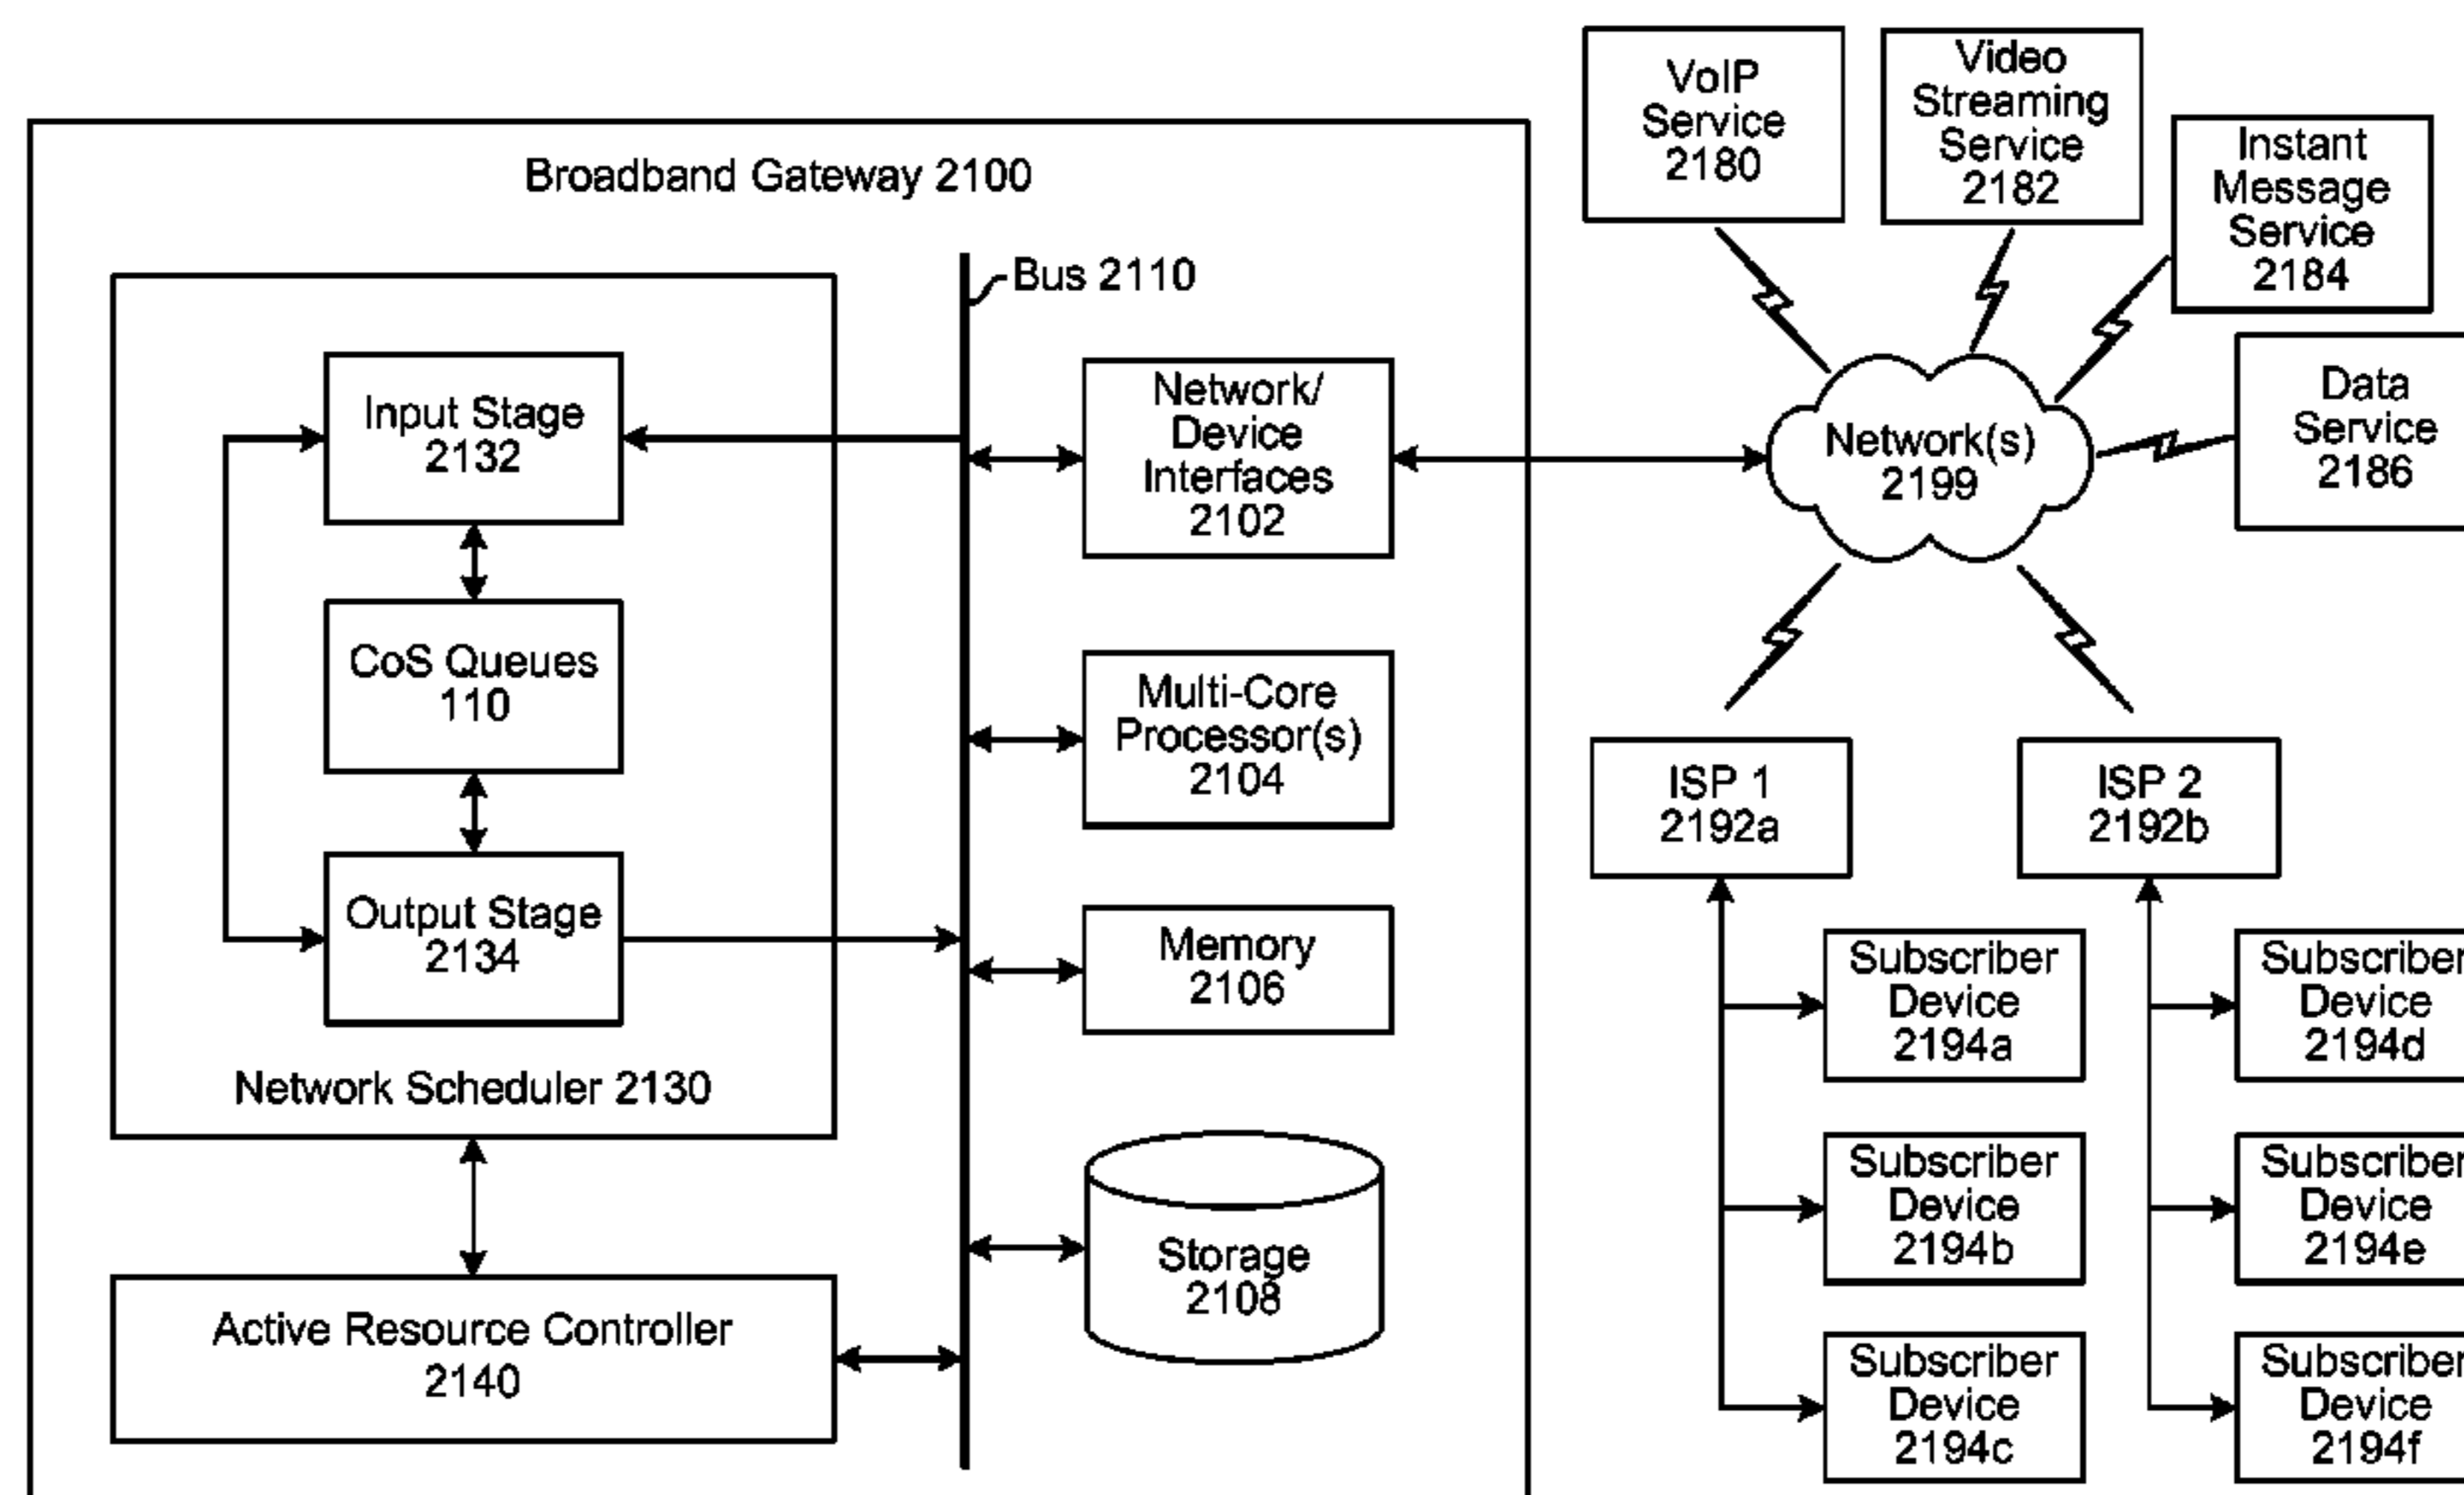 Broadband Gateway 2100
Bus 2110
Input Stage
2132
CoS Queues
110
Output Stage
2134
Network Scheduler 2130
Active Resource Controller
2140
Network/
Device
Interfaces
2102
Multi-Core
Processor(s)
2104
Memory
2106
Storage
2108
VoIP
Service
2180
Video
Streaming
Service
2182
Instant
Message
Service
2184
Data
Service
2186
Network(s)
2199
ISP 1
2192a
ISP 2
2192b
Subscriber
Device
2194a
Subscriber
Device
2194b
Subscriber
Device
2194c
Subscriber
Device
2194d
Subscriber
Device
2194e
Subscriber
Device
2194f